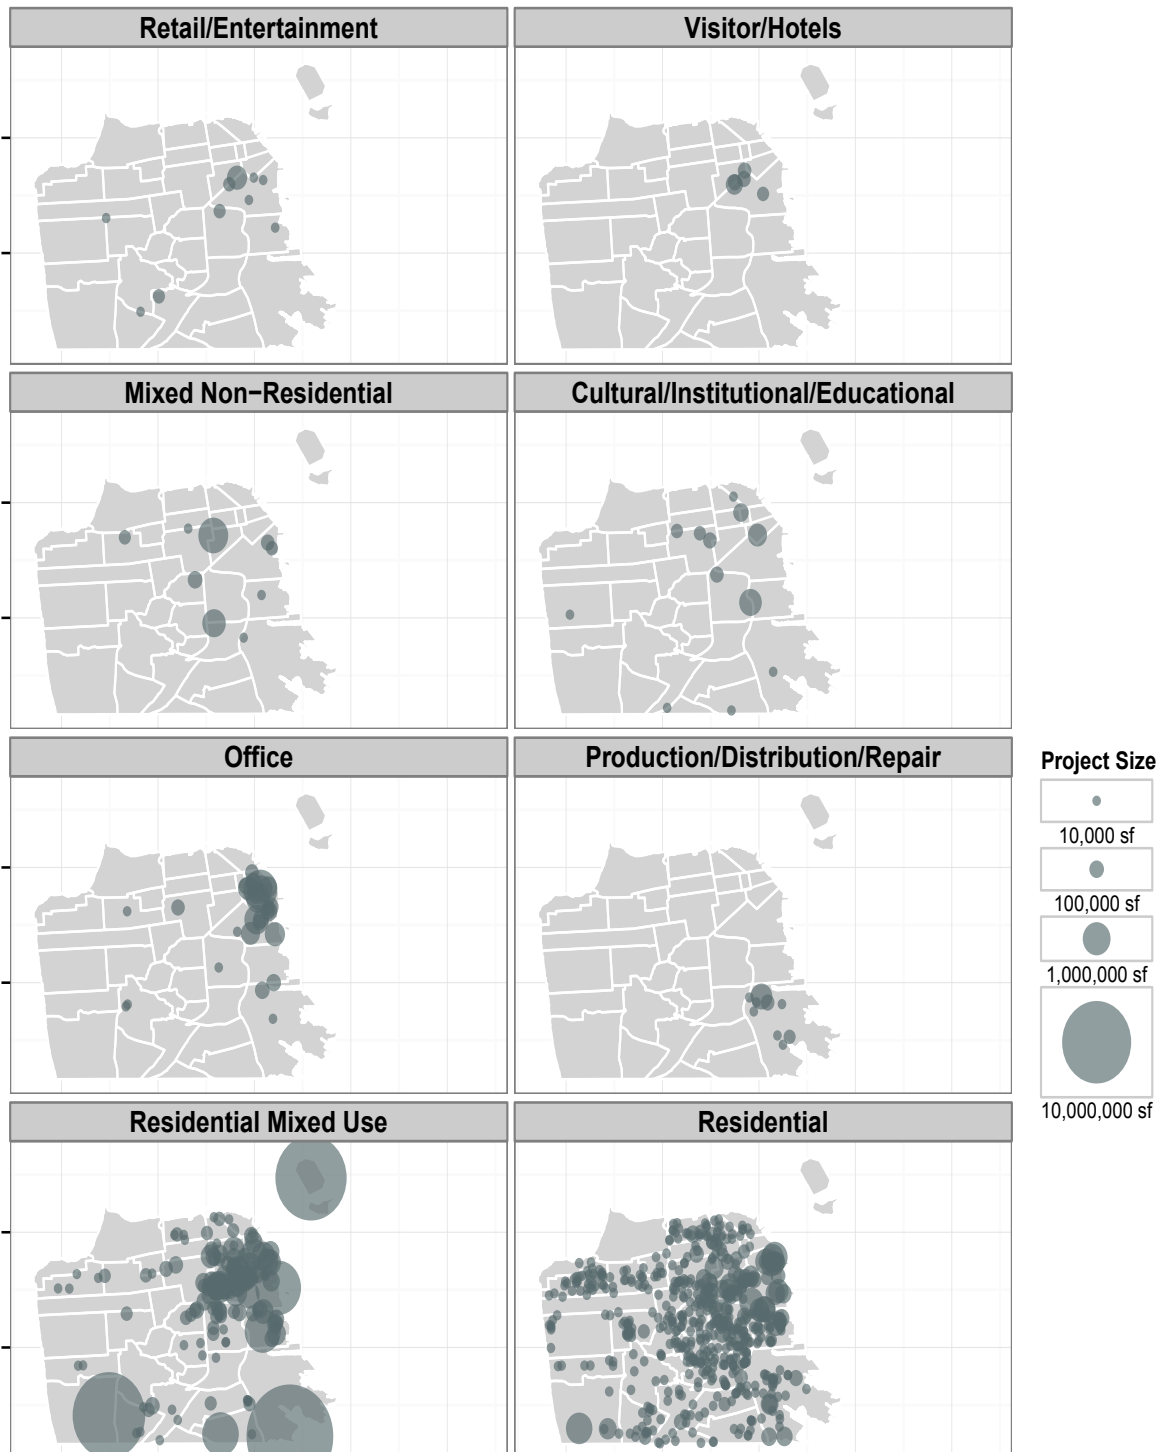 Retail/Entertainment
Visitor/Hotels
Mixed Non−Residential
Cultural/Institutional/Educational
Office
Production/Distribution/Repair
Project Size
10,000 sf
100,000 sf
1,000,000 sf
10,000,000 sf
Residential Mixed Use
Residential